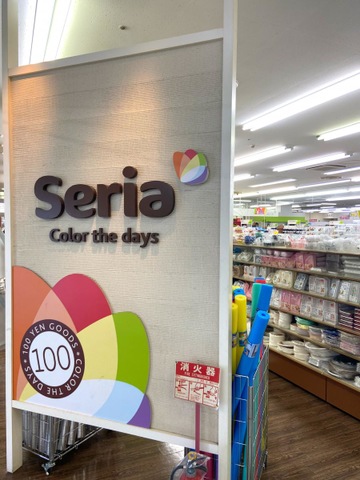 Seria
Color the days
100 YEN GOODS
100
COLOR THE DAYS
消火器